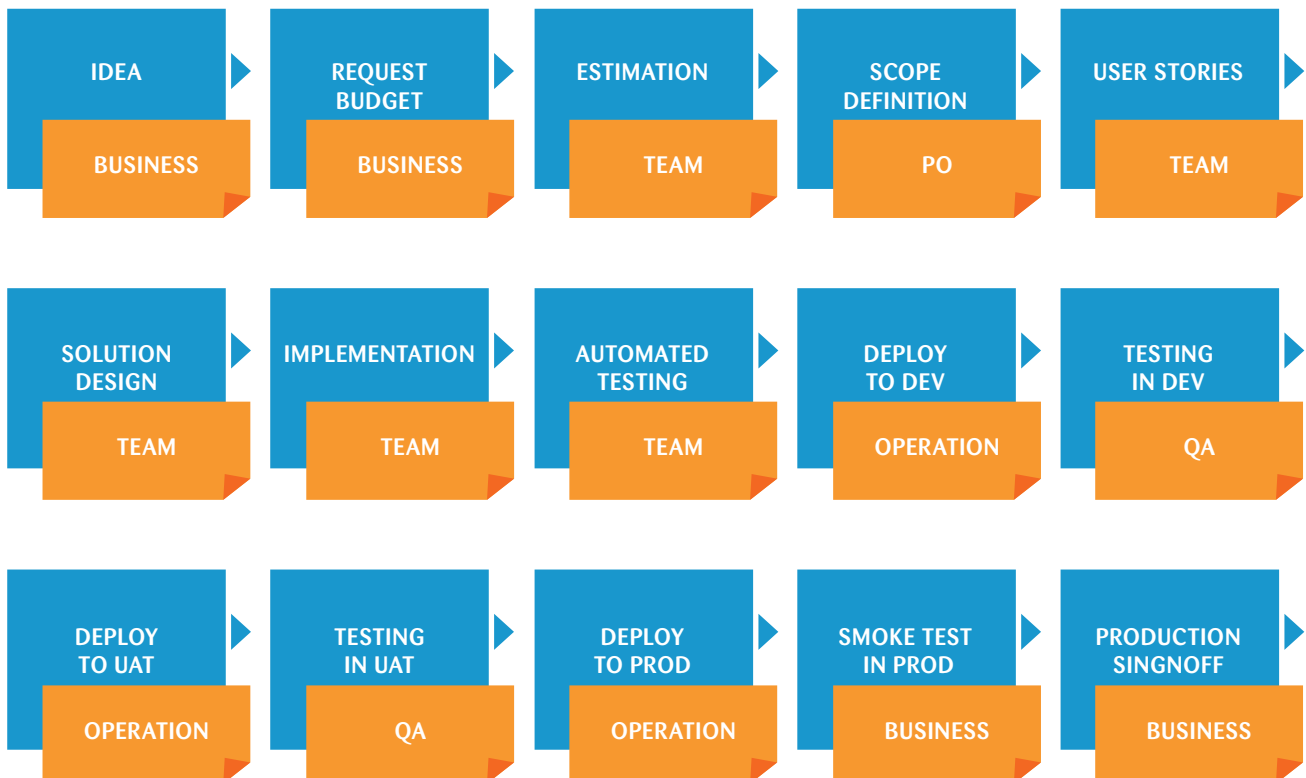 IDEA
BUSINESS
REQUEST
BUDGET
BUSINESS
ESTIMATION
TEAM
SCOPE
DEFINITION
PO
USER STORIES
TEAM
SOLUTION
DESIGN
TEAM
IMPLEMENTATION
TEAM
AUTOMATED
TESTING
TEAM
DEPLOY
TO DEV
OPERATION
TESTING
IN DEV
QA
DEPLOY
TO UAT
OPERATION
TESTING
IN UAT
QA
DEPLOY
TO PROD
OPERATION
SMOKE TEST
IN PROD
BUSINESS
PRODUCTION
SINGNOFF
BUSINESS